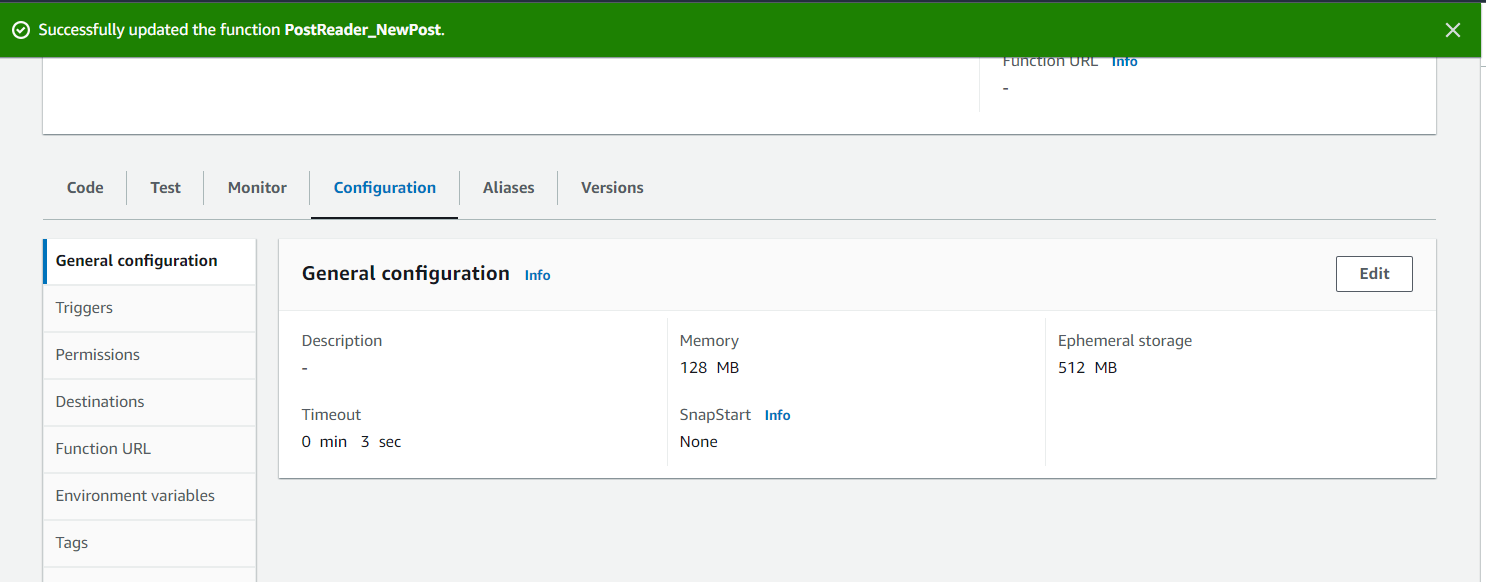 Successfully updated the function PostReader_NewPost.
Function URL Info
-
Code Test Monitor Configuration Aliases Versions
General configuration
Triggers
Permissions
Destinations
Function URL
Environment variables
Tags
General configuration Info
Edit
Description
-
Memory
128 MB
Ephemeral storage
512 MB
Timeout
0 min 3 sec
SnapStart Info
None